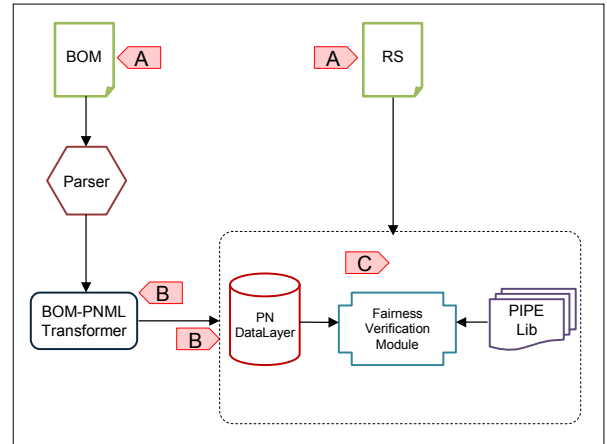 BOM
A
A
RS
Parser
C
B
BOM-PNML
Transformer
B
PN
DataLayer
Fairness
Verification
Module
PIPE
Lib